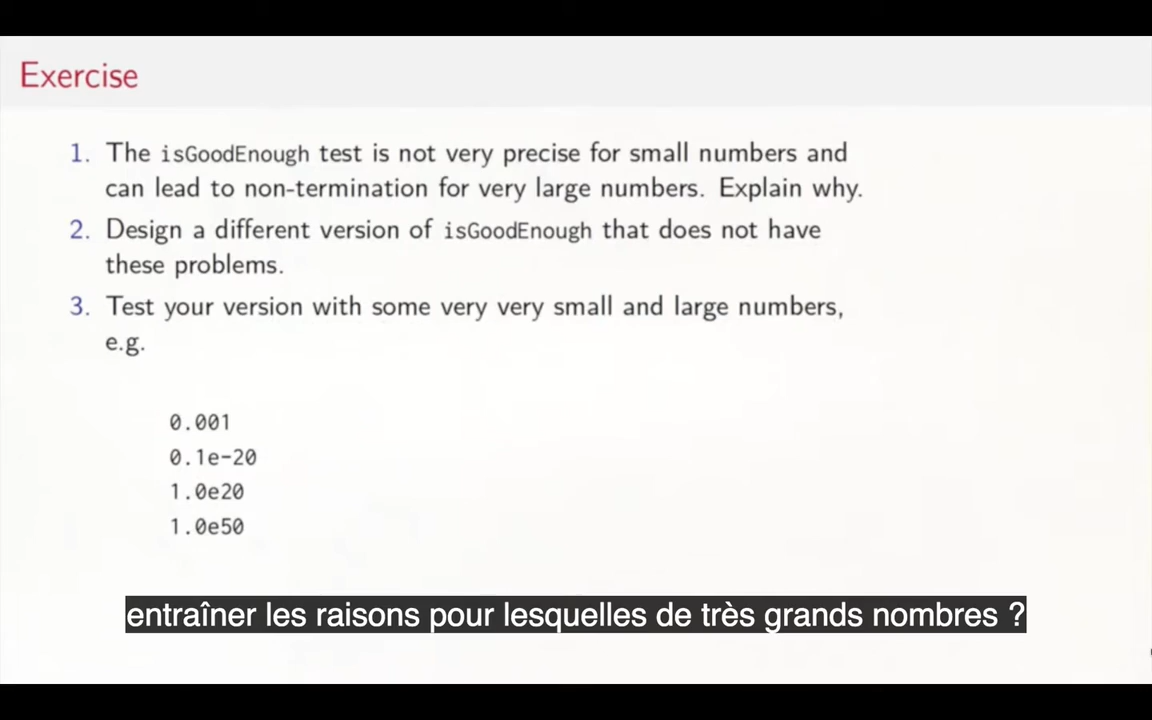 Exercise
1. The isGoodEnough test is not very precise for small numbers and
can lead to non-termination for very large numbers. Explain why.
2. Design a different version of isGoodEnough that does not have
these problems.
3. Test your version with some very very small and large numbers,
e.g.
0.001
0.1e-20
1.0e20
1.0e50
entraîner les raisons pour lesquelles de très grands nombres ?